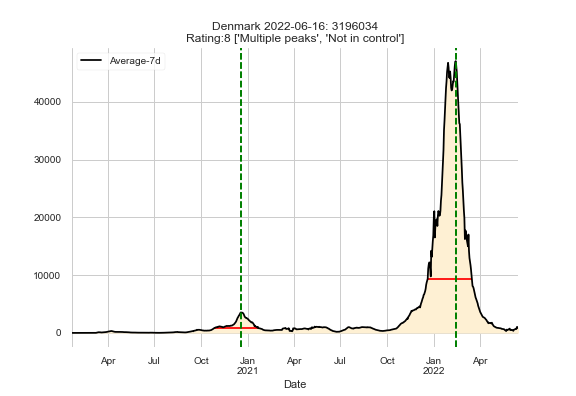 Denmark 2022-06-16: 3196034
Rating:8 ['Multiple peaks', 'Not in control']
Average-7d
40000
30000
20000
10000
0
Apr Jul Oct Jan Apr Jul Oct Jan Apr
2021 2022
Date